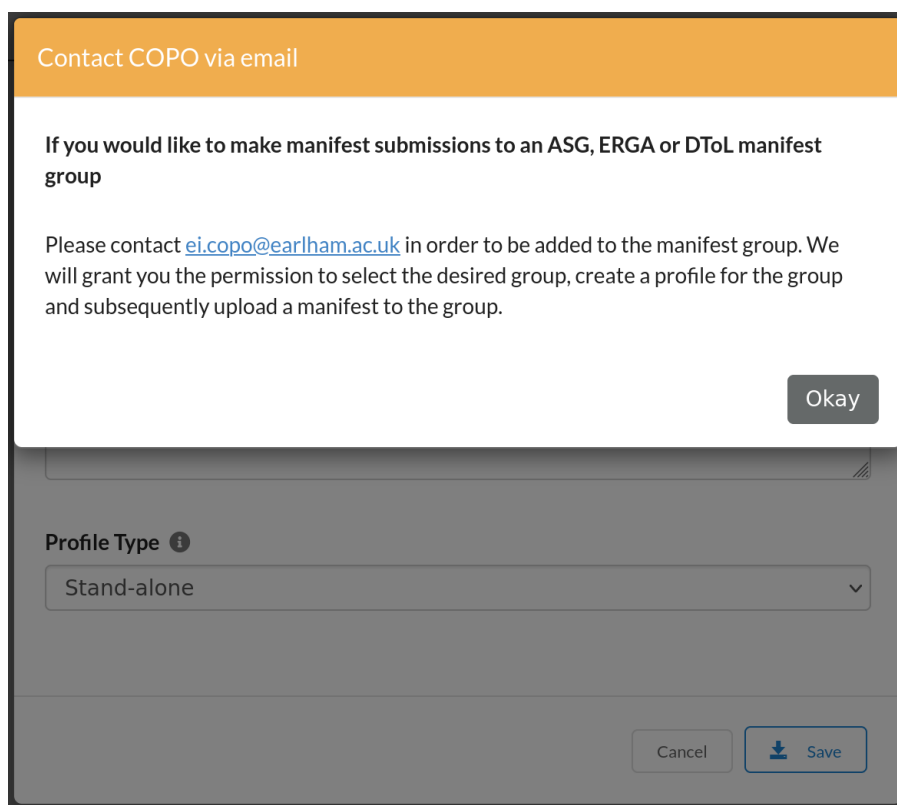 Contact COPO via email
If you would like to make manifest submissions to an ASG, ERGA or DToL manifest
group
Please contact ei.copo@earlham.ac.uk in order to be added to the manifest group. We
will grant you the permission to select the desired group, create a profile for the group
and subsequently upload a manifest to the group.
Okay
Profile Type
Stand-alone
Cancel
Save